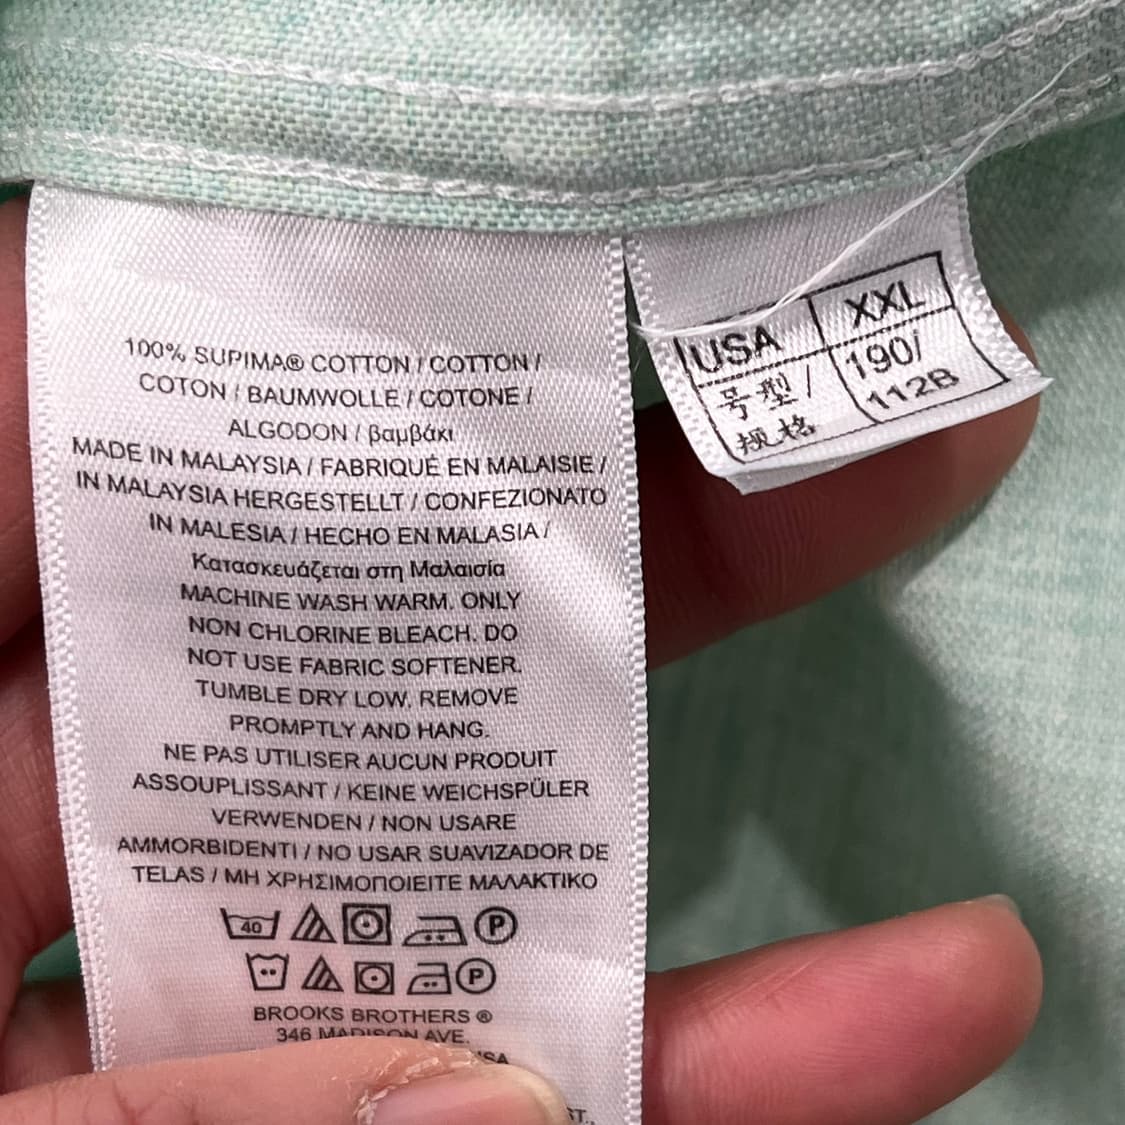 100% SUPIMA® COTTON / COTTON /
COTON / BAUMWOLLE / COTONE /
ALGODON / βαμβάκι
MADE IN MALAYSIA / FABRIQUÉ EN MALAISIE /
IN MALAYSIA HERGESTELLT / CONFEZIONATO
IN MALESIA / HECHO EN MALASIA /
Κατασκευάζεται στη Μαλαισία
MACHINE WASH WARM. ONLY
NON CHLORINE BLEACH. DO
NOT USE FABRIC SOFTENER.
TUMBLE DRY LOW. REMOVE
PROMPTLY AND HANG.
NE PAS UTILISER AUCUN PRODUIT
ASSOUPLISSANT / KEINE WEICHSPÜLER
VERWENDEN / NON USARE
AMMORBIDENTI / NO USAR SUAVIZADOR DE
TELAS / ΜΗ ΧΡΗΣΙΜΟΠΟΙΕΙΤΕ ΜΑΛΑΚΤΙΚΟ
40 P
P
BROOKS BROTHERS ®
346 MADISON AVE.
USA XXL
号型 / 190/
规格 112B